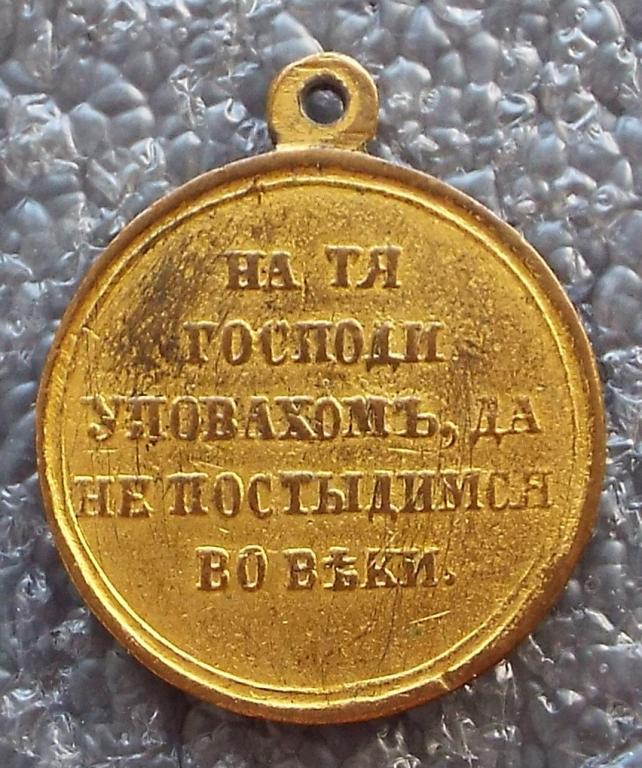 НА ТЯ
ГОСПОДИ
УПОВАХОМЪ, ДА
НЕ ПОСТЫДИМСЯ
ВО ВѢКИ.